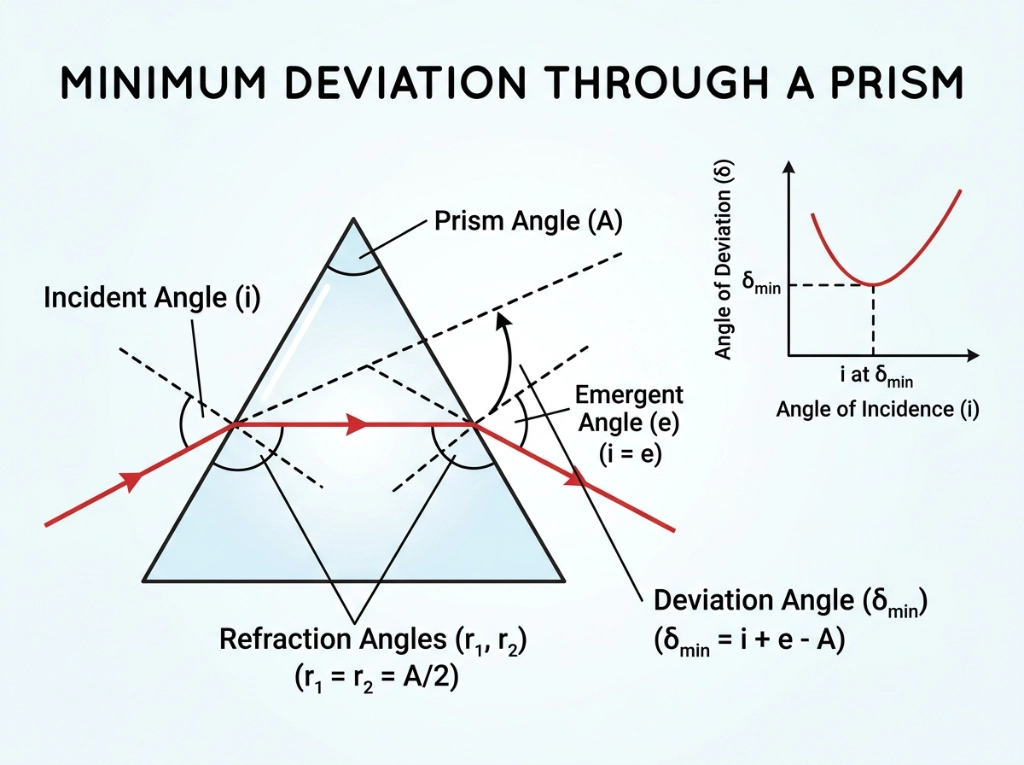 MINIMUM DEVIATION THROUGH A PRISM
Prism Angle (A)
Incident Angle (i)
Emergent
Angle (e)
(i = e)
Refraction Angles (r₁, r₂)
(r₁ = r₂ = A/2)
Deviation Angle (δmin)
(δmin = i + e - A)
Angle of Deviation (δ)
δmin
i at δmin
Angle of Incidence (i)